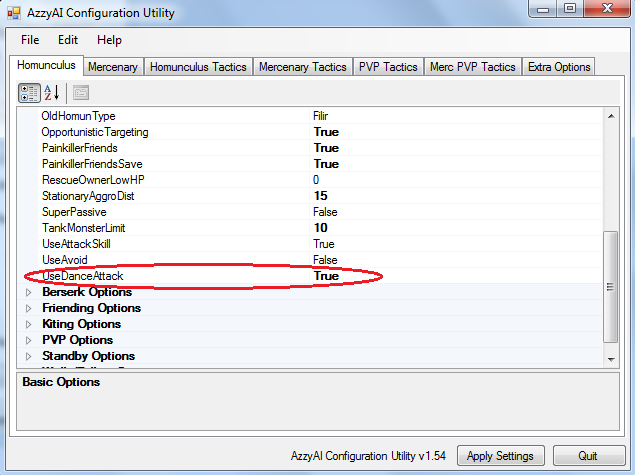 AzzyAI Configuration Utility
File Edit Help
Homunculus Mercenary Homunculus Tactics Mercenary Tactics PVP Tactics Merc PVP Tactics Extra Options
OldHomunType Filir
OpportunisticTargeting True
PainkillerFriends True
PainkillerFriendsSave True
RescueOwnerLowHP 0
StationaryAggroDist 15
SuperPassive False
TankMonsterLimit 10
UseAttackSkill True
UseAvoid False
UseDanceAttack True
Berserk Options
Friending Options
Kiting Options
PVP Options
Standby Options
Basic Options
AzzyAI Configuration Utility v1.54 Apply Settings Quit